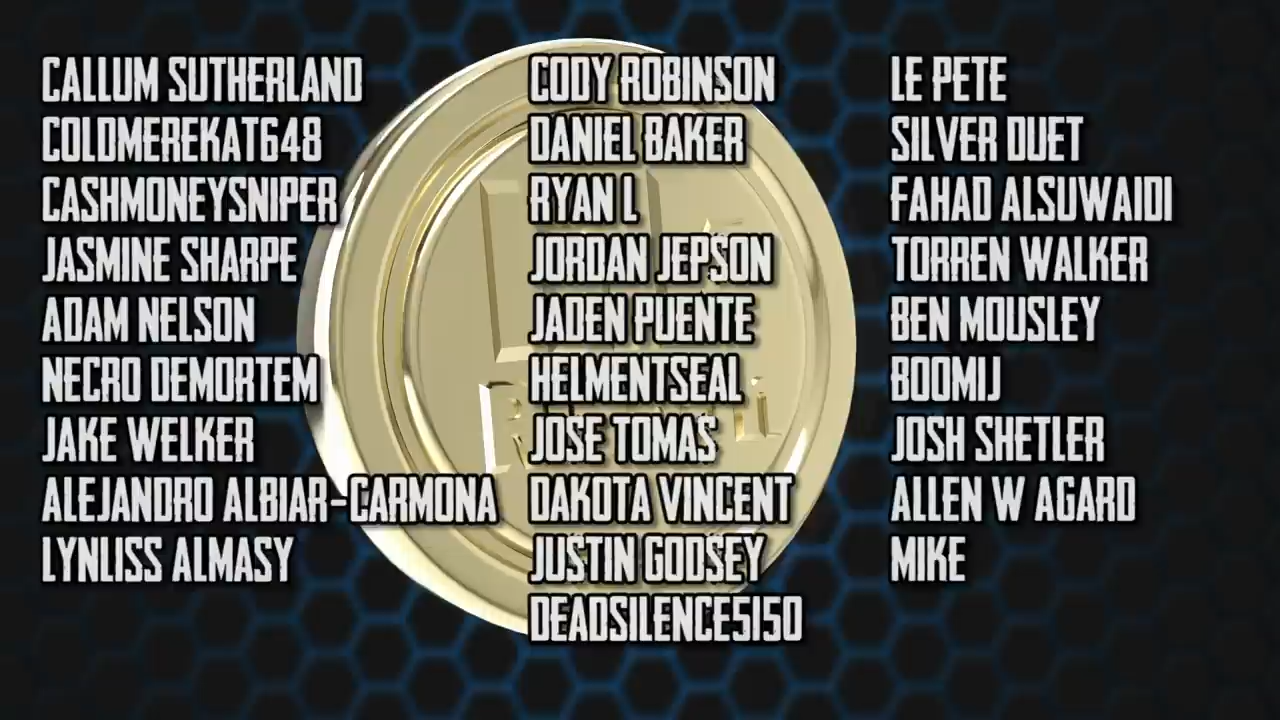 CALLUM SUTHERLAND
COLDMEREKAT648
CASHMONEYSNIPER
JASMINE SHARPE
ADAM NELSON
NECRO DEMORTEM
JAKE WELKER
ALEJANDRO ALBIAR-CARMONA
LYNLISS ALMASY
CODY ROBINSON
DANIEL BAKER
RYAN L
JORDAN JEPSON
JADEN PUENTE
HELMENTSEAL
JOSE TOMAS
DAKOTA VINCENT
JUSTIN GODSEY
DEADSILENCE5150
LE PETE
SILVER DUET
FAHAD ALSUWAIDI
TORREN WALKER
BEN MOUSLEY
BOOMIJ
JOSH SHETLER
ALLEN W AGARD
MIKE